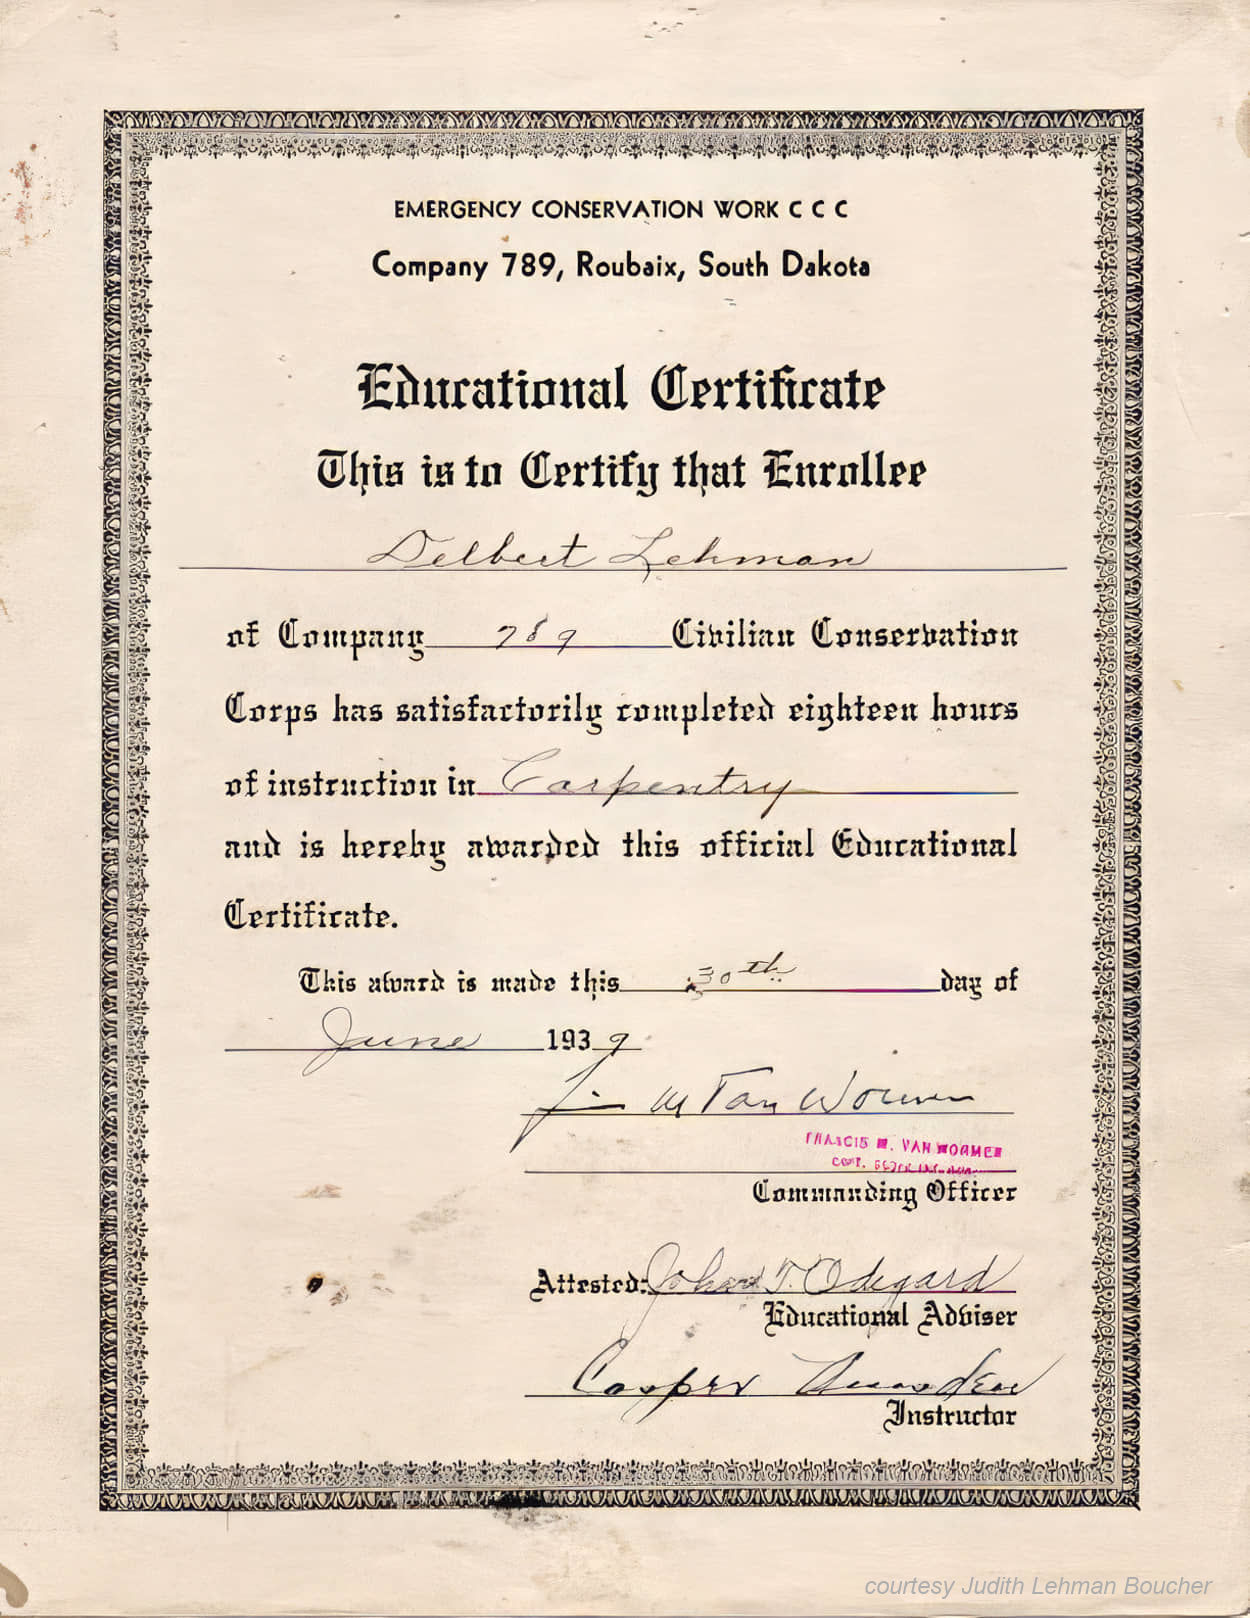 EMERGENCY CONSERVATION WORK C C C
Company 789, Roubaix, South Dakota
Educational Certificate
This is to Certify that Enrollee
Delbert Lehman
of Company 789 Civilian Conservation
Corps has satisfactorily completed eighteen hours
of instruction in Carpentry
and is hereby awarded this official Educational
Certificate.
This award is made this 30th day of
June 1939
FRANCIS M. VAN WORMER
Commanding Officer
Attested: John T. Odegard
Educational Adviser
Casper
Instructor
courtesy Judith Lehman Boucher